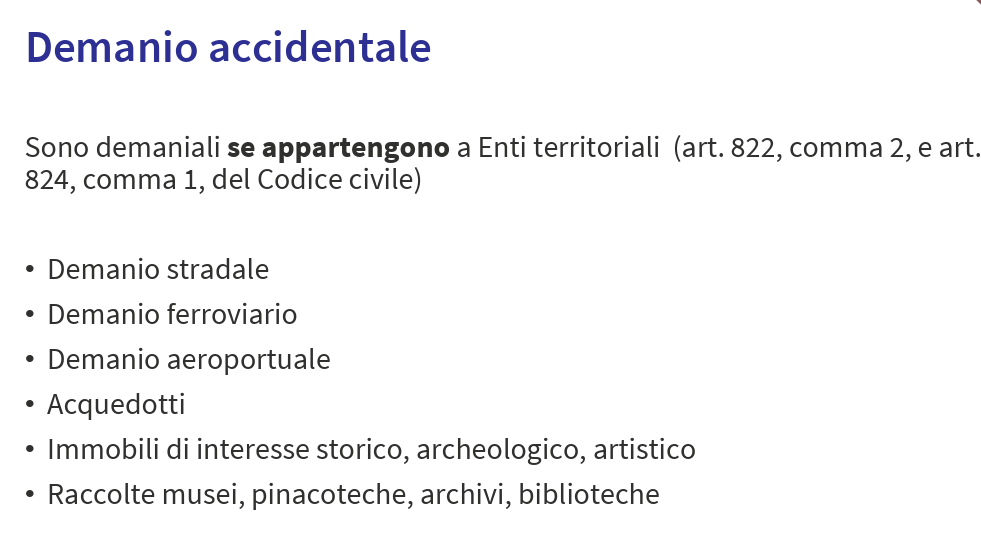 Demanio accidentale
Sono demaniali se appartengono a Enti territoriali  (art. 822, comma 2, e art.
824, comma 1, del Codice civile)
• Demanio stradale
• Demanio ferroviario
• Demanio aeroportuale
• Acquedotti
• Immobili di interesse storico, archeologico, artistico
• Raccolte musei, pinacoteche, archivi, biblioteche